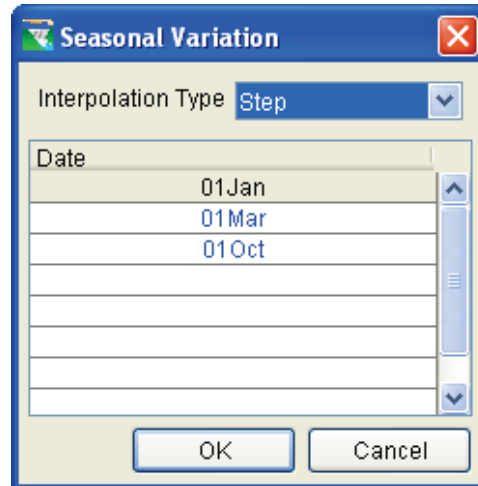 Seasonal Variation
Interpolation Type Step
Date
01Jan
01Mar
01Oct
OK Cancel